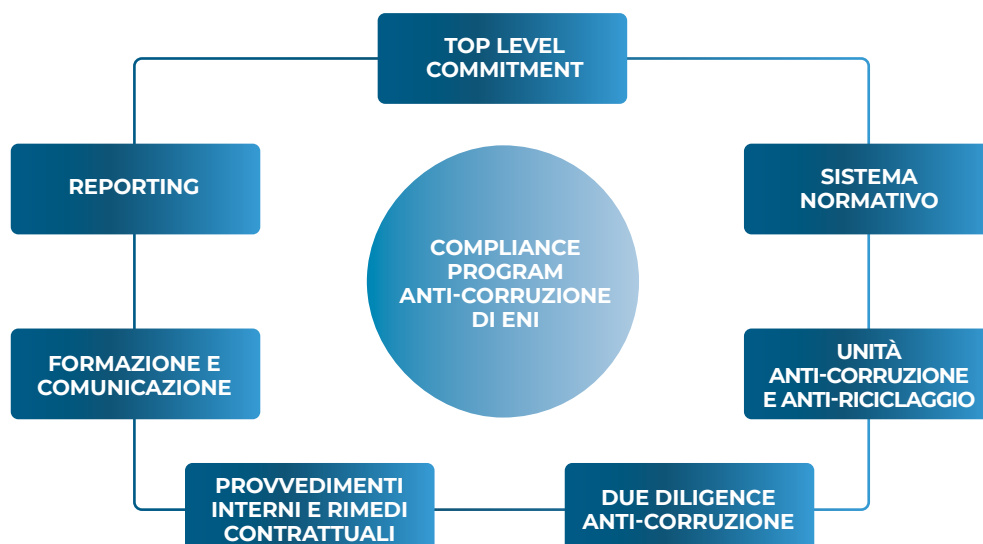 TOP LEVEL
COMMITMENT
REPORTING
SISTEMA
NORMATIVO
COMPLIANCE
PROGRAM
ANTI-CORRUZIONE
DI ENI
FORMAZIONE E
COMUNICAZIONE
UNITÀ
ANTI-CORRUZIONE
E ANTI-RICICLAGGIO
PROVVEDIMENTI
INTERNI E RIMEDI
CONTRATTUALI
DUE DILIGENCE
ANTI-CORRUZIONE